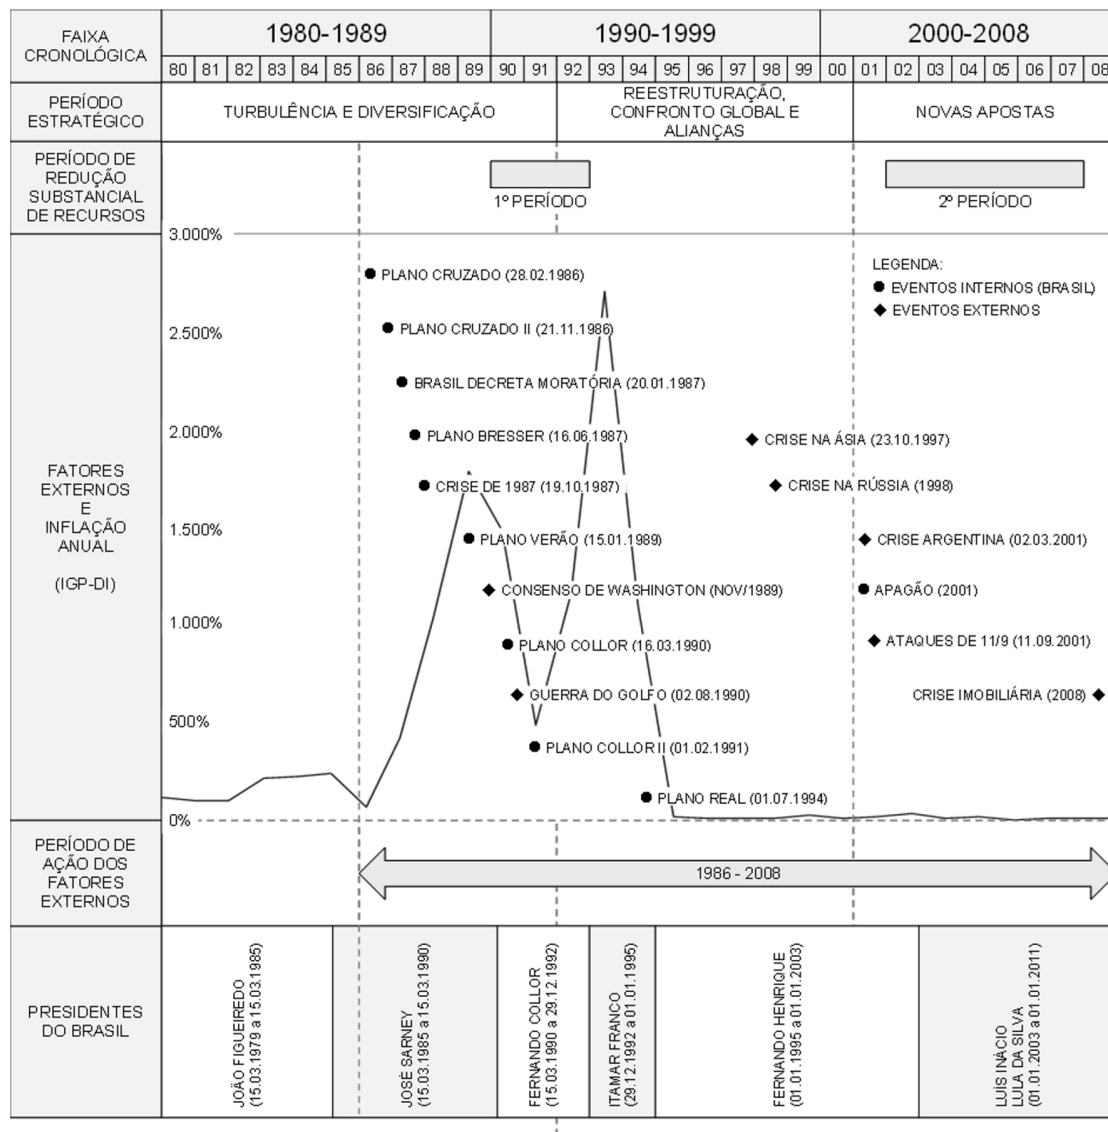 FAIXA
CRONOLÓGICA
1980-1989
1990-1999
2000-2008
80 81 82 83 84 85 86 87 88 89 90 91 92 93 94 95 96 97 98 99 00 01 02 03 04 05 06 07 08
PERÍODO
ESTRATÉGICO
TURBULÊNCIA E DIVERSIFICAÇÃO
REESTRUTURAÇÃO,
CONFRONTO GLOBAL E
ALIANÇAS
NOVAS APOSTAS
PERÍODO DE
REDUÇÃO
SUBSTANCIAL
DE RECURSOS
1º PERÍODO
2º PERÍODO
FATORES
EXTERNOS
E
INFLAÇÃO
ANUAL
(IGP-DI)
3.000%
2.500%
2.000%
1.500%
1.000%
500%
0%
LEGENDA:
EVENTOS INTERNOS (BRASIL)
EVENTOS EXTERNOS
PLANO CRUZADO (28.02.1986)
PLANO CRUZADO II (21.11.1986)
BRASIL DECRETA MORATÓRIA (20.01.1987)
PLANO BRESSER (16.06.1987)
CRISE DE 1987 (19.10.1987)
PLANO VERÃO (15.01.1989)
CONSENSO DE WASHINGTON (NOV/1989)
PLANO COLLOR (16.03.1990)
GUERRA DO GOLFO (02.08.1990)
PLANO COLLOR II (01.02.1991)
PLANO REAL (01.07.1994)
CRISE NA ÁSIA (23.10.1997)
CRISE NA RÚSSIA (1998)
CRISE ARGENTINA (02.03.2001)
APAGÃO (2001)
ATAQUES DE 11/9 (11.09.2001)
CRISE IMOBILIÁRIA (2008)
PERÍODO DE
AÇÃO DOS
FATORES
EXTERNOS
1986 - 2008
PRESIDENTES
DO BRASIL
JOÃO FIGUEIREDO
(15.03.1979 a 15.03.1985)
JOSÉ SARNEY
(15.03.1985 a 15.03.1990)
FERNANDO COLLOR
(15.03.1990 a 29.12.1992)
ITAMAR FRANCO
(29.12.1992 a 01.01.1995)
FERNANDO HENRIQUE
(01.01.1995 a 01.01.2003)
LUÍS INÁCIO
LULA DA SILVA
(01.01.2003 a 01.01.2011)